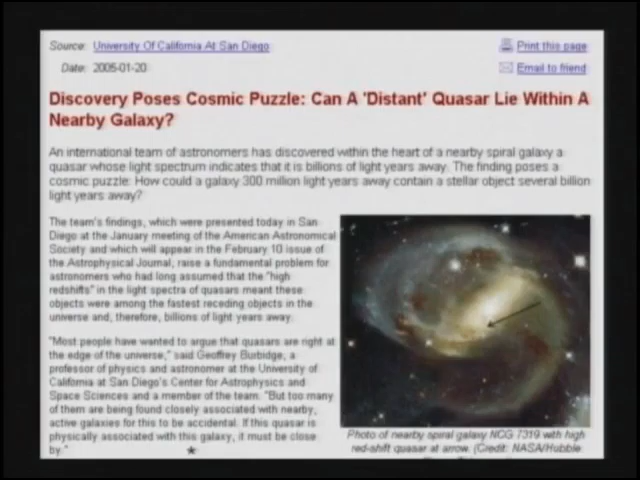 Source: University Of California At San Diego
Print this page
Date: 2005-01-20
Email to friend
Discovery Poses Cosmic Puzzle: Can A 'Distant' Quasar Lie Within A
Nearby Galaxy?
An international team of astronomers has discovered within the heart of a nearby spiral galaxy a
quasar whose light spectrum indicates that it is billions of light years away. The finding poses a
cosmic puzzle: How could a galaxy 300 million light years away contain a stellar object several billion
light years away?
The team's findings, which were presented today in San
Diego at the January meeting of the American Astronomical
Society and which will appear in the February 10 issue of
the Astrophysical Journal, raise a fundamental problem for
astronomers who had long assumed that the "high
redshifts" in the light spectra of quasars meant these
objects were among the fastest receding objects in the
universe and, therefore, billions of light years away.
"Most people have wanted to argue that quasars are right at
the edge of the universe," said Geoffrey Burbidge, a
professor of physics and astronomer at the University of
California at San Diego's Center for Astrophysics and
Space Sciences and a member of the team. "But too many
of them are being found closely associated with nearby,
active galaxies for this to be accidental. If this quasar is
physically associated with this galaxy, it must be close
by."
Photo of nearby spiral galaxy NCG 7319 with high
red-shift quasar at arrow. (Credit: NASA/Hubble